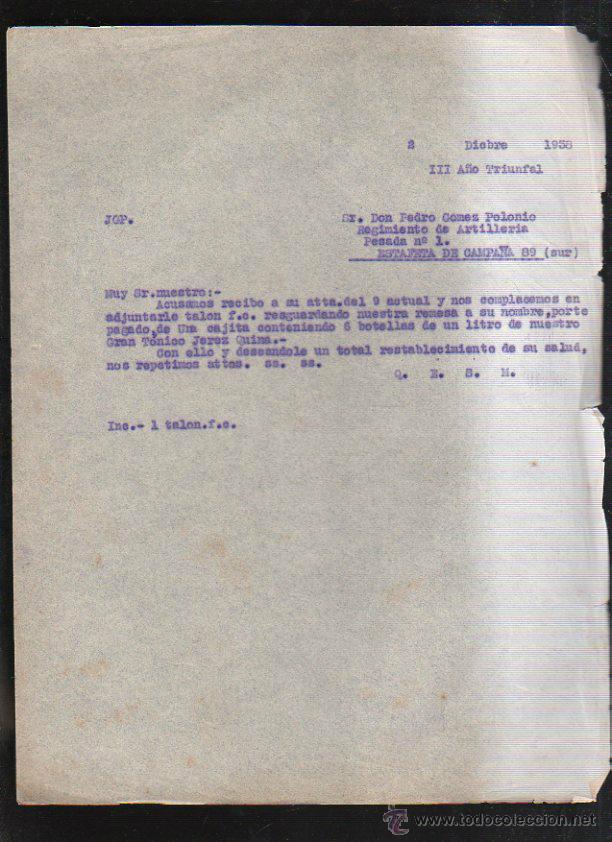 2 Dicbre 1938
III Año Triunfal
JGP.
Sr. Don Pedro Gomez Polonio
Regimiento de Artilleria
Pesada nº 1.
ESTAFETA DE CAMPAÑA 89 (sur)
Muy Sr.nuestro:-
Acusamos recibo a su atta.del 9 actual y nos complacemos en
adjuntarle talon f.c. resguardando nuestra remesa a su nombre,porte
pagado,de Una cajita conteniendo 6 botellas de un litro de nuestro
Gran Tónico Jerez Quina.-
Con ello y deseandole un total restablecimiento de su salud,
nos repetimos attos. ss. ss.
Q. E. S. M.
Inc.- 1 talon.f.c.
© www.todocoleccion.net